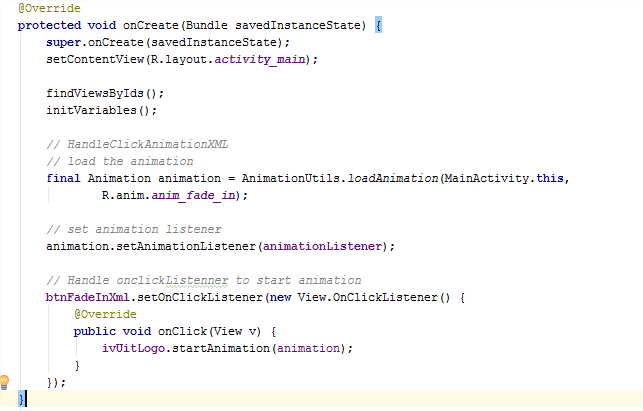 @Override
protected void onCreate(Bundle savedInstanceState) {
super.onCreate(savedInstanceState);
setContentView(R.layout.activity_main);
findViewsByIds();
initVariables();
// HandleClickAnimationXML
// load the animation
final Animation animation = AnimationUtils.loadAnimation(MainActivity.this,
R.anim.anim_fade_in);
// set animation listener
animation.setAnimationListener(animationListener);
// Handle onclickListenner to start animation
btnFadeInXml.setOnClickListener(new View.OnClickListener() {
@Override
public void onClick(View v) {
ivUitLogo.startAnimation(animation);
}
});
}